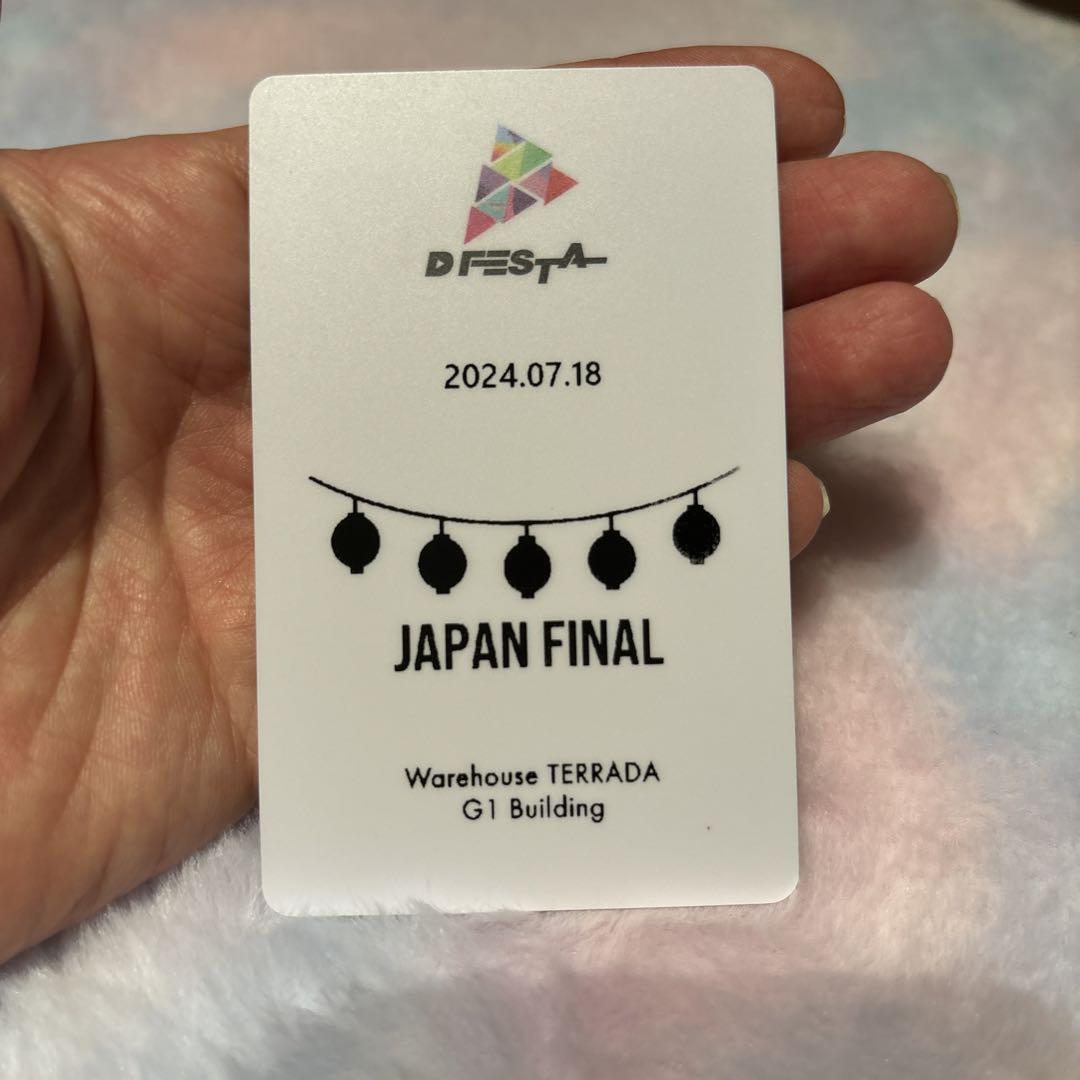 D FESTA
2024.07.18
JAPAN FINAL
Warehouse TERRADA
G1 Building